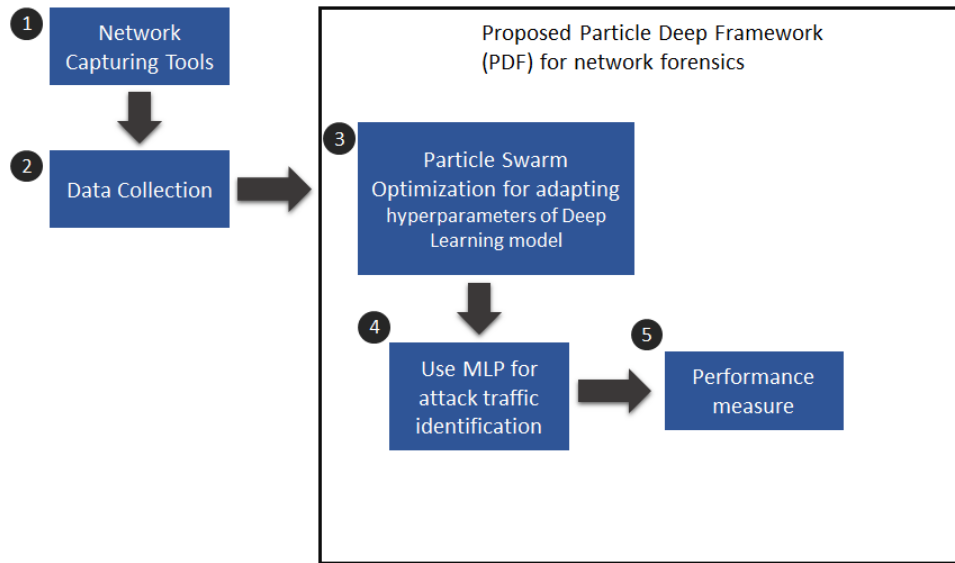 1
Network
Capturing Tools
2
Data Collection
Proposed Particle Deep Framework
(PDF) for network forensics
3
Particle Swarm
Optimization for adapting
hyperparameters of Deep
Learning model
4
Use MLP for
attack traffic
identification
5
Performance
measure